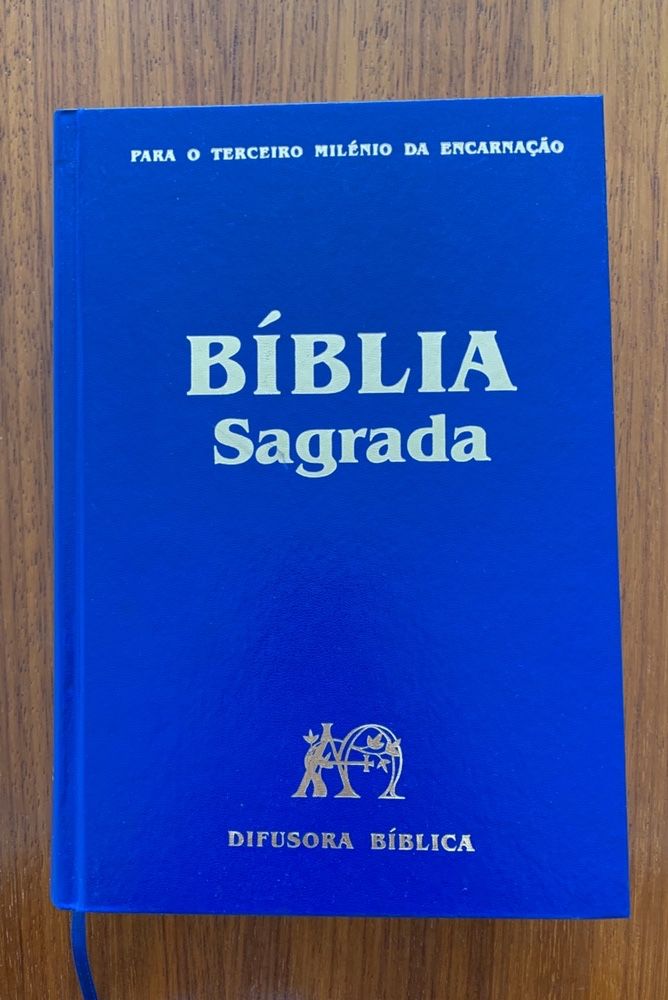 PARA O TERCEIRO MILÉNIO DA ENCARNAÇÃO
BÍBLIA
Sagrada
DIFUSORA BÍBLICA